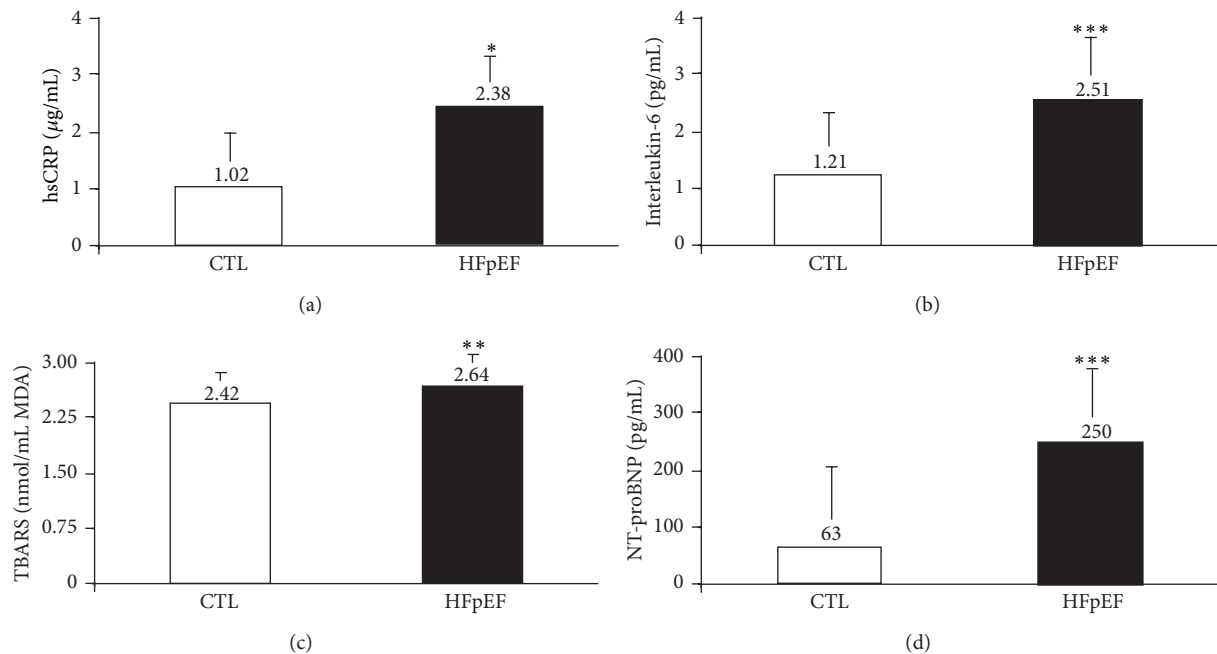 4
3
2
1
0
hsCRP (µg/mL)
1.02
*
2.38
CTL
HFpEF
(a)
4
3
2
1
0
Interleukin-6 (pg/mL)
1.21
***
2.51
CTL
HFpEF
(b)
3.00
2.25
1.50
0.75
0
TBARS (nmol/mL MDA)
2.42
**
2.64
CTL
HFpEF
(c)
400
300
200
100
0
NT-proBNP (pg/mL)
63
***
250
CTL
HFpEF
(d)